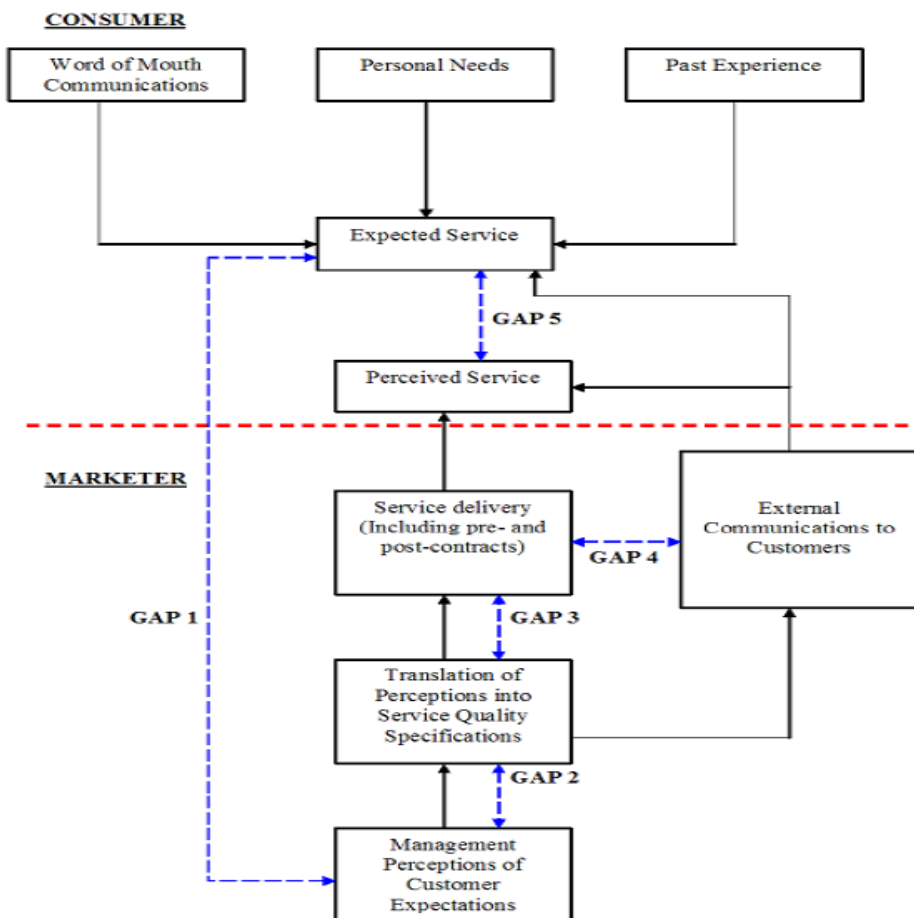 CONSUMER
Word of Mouth
Communications
Personal Needs
Past Experience
Expected Service
GAP 5
Perceived Service
MARKETER
Service delivery
(Including pre- and
post-contracts)
External
Communications to
Customers
GAP 4
GAP 1
GAP 3
Translation of
Perceptions into
Service Quality
Specifications
GAP 2
Management
Perceptions of
Customer
Expectations